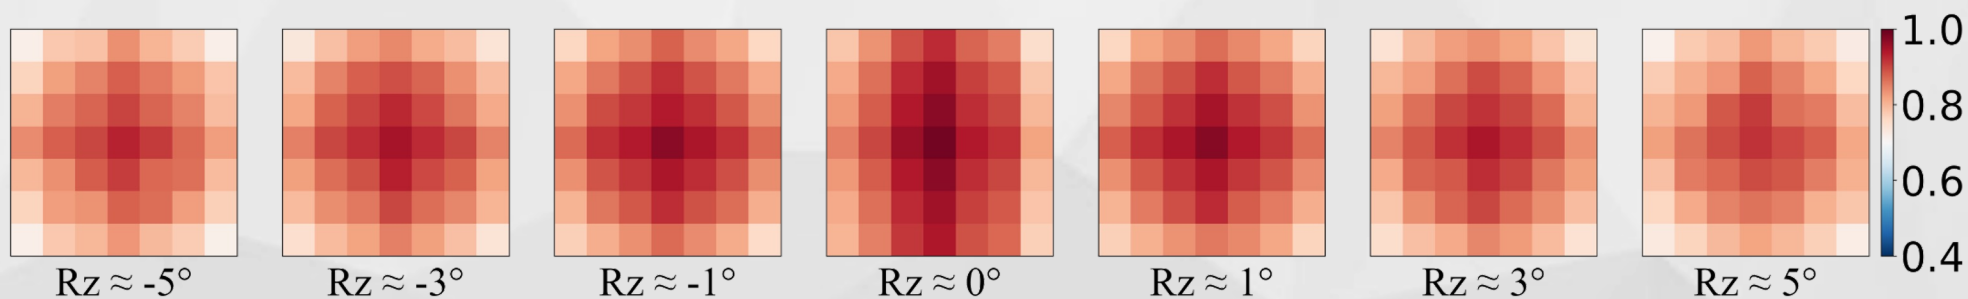 1.0
0.8
0.6
0.4
Rz ≈ -5°
Rz ≈ -3°
Rz ≈ -1°
Rz ≈ 0°
Rz ≈ 1°
Rz ≈ 3°
Rz ≈ 5°